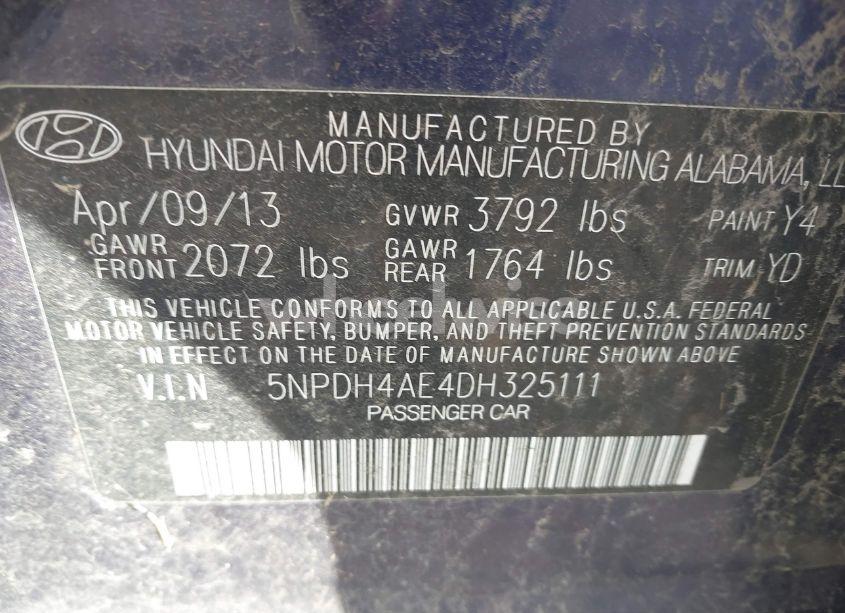 MANUFACTURED BY
HYUNDAI MOTOR MANUFACTURING ALABAMA, LL
Apr/09/13 GVWR 3792 lbs PAINT Y4
GAWR FRONT 2072 lbs GAWR REAR 1764 lbs TRIM YD
THIS VEHICLE CONFORMS TO ALL APPLICABLE U.S.A. FEDERAL
MOTOR VEHICLE SAFETY, BUMPER, AND THEFT PREVENTION STANDARDS
IN EFFECT ON THE DATE OF MANUFACTURE SHOWN ABOVE
V.I.N 5NPDH4AE4DH325111
PASSENGER CAR